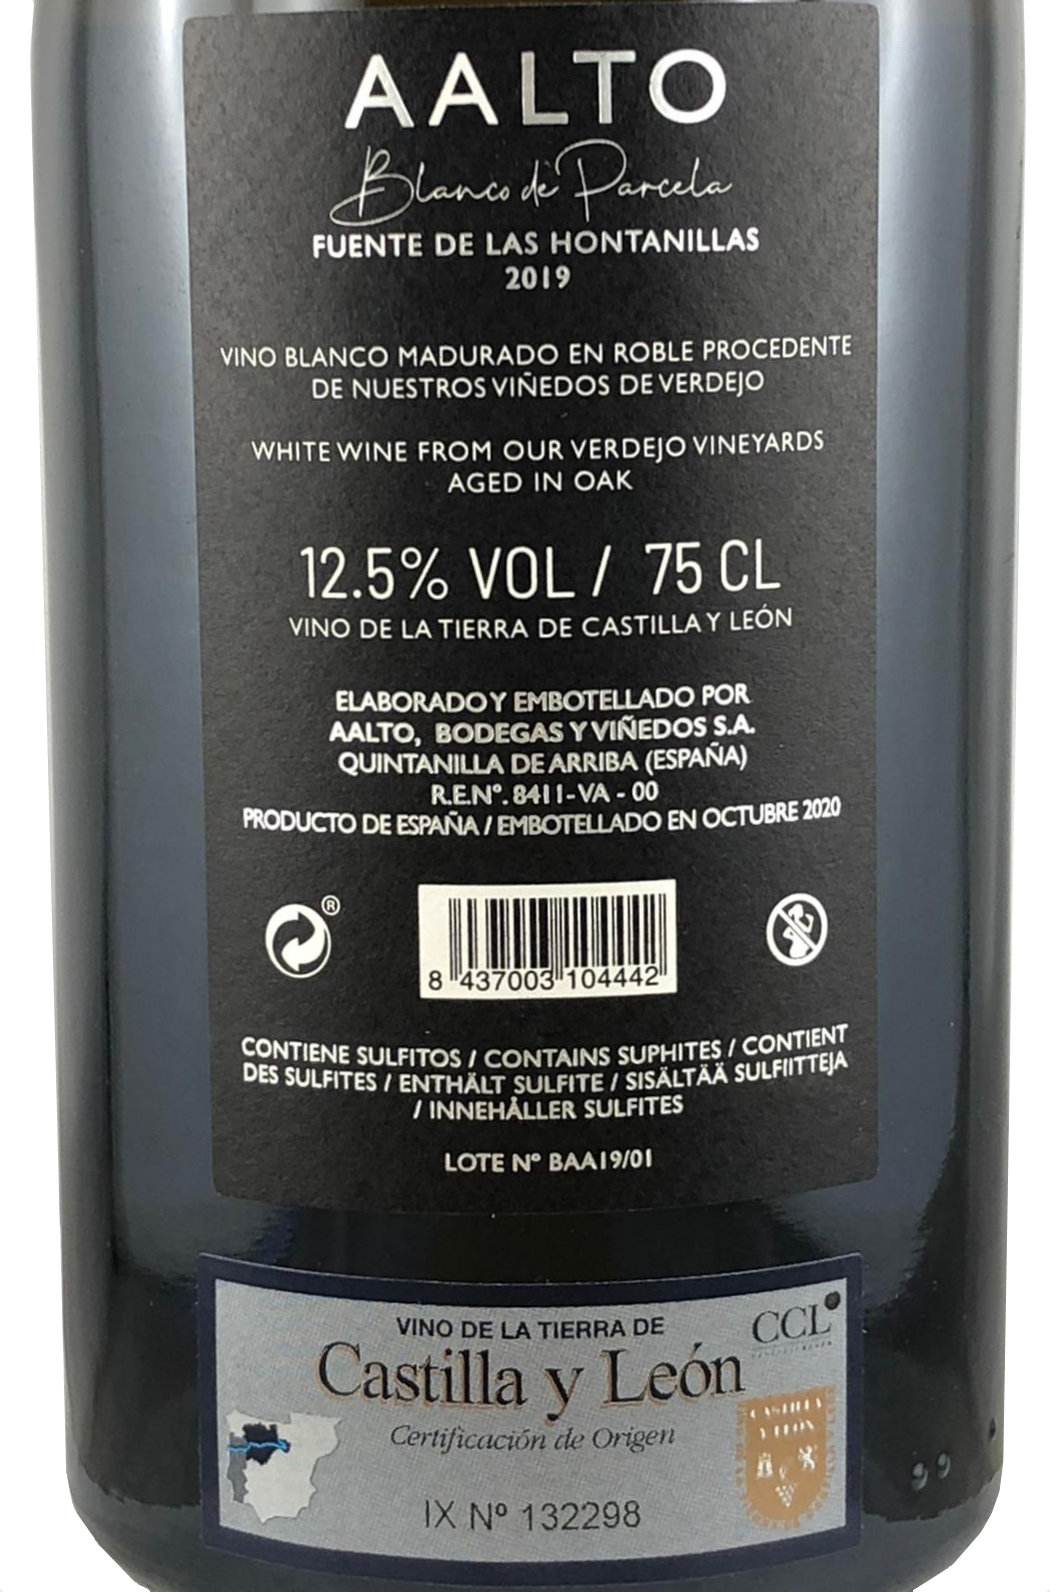 AALTO
Blanco de Parcela
FUENTE DE LAS HONTANILLAS
2019
VINO BLANCO MADURADO EN ROBLE PROCEDENTE
DE NUESTROS VIÑEDOS DE VERDEJO
WHITE WINE FROM OUR VERDEJO VINEYARDS
AGED IN OAK
12.5% VOL / 75 CL
VINO DE LA TIERRA DE CASTILLA Y LEÓN
ELABORADO Y EMBOTELLADO POR
AALTO, BODEGAS Y VIÑEDOS S.A.
QUINTANILLA DE ARRIBA (ESPAÑA)
R.E.Nº. 8411-VA - 00
PRODUCTO DE ESPAÑA / EMBOTELLADO EN OCTUBRE 2020
®
8 437003 104442
CONTIENE SULFITOS / CONTAINS SUPHITES / CONTIENT
DES SULFITES / ENTHÄLT SULFITE / SISÄLTÄÄ SULFIITTEJA
/ INNEHÅLLER SULFITES
LOTE Nº BAA19/01
VINO DE LA TIERRA DE
CCL
Castilla y León
Certificación de Origen
CASTILLA
Y LEÓN
IX Nº 132298